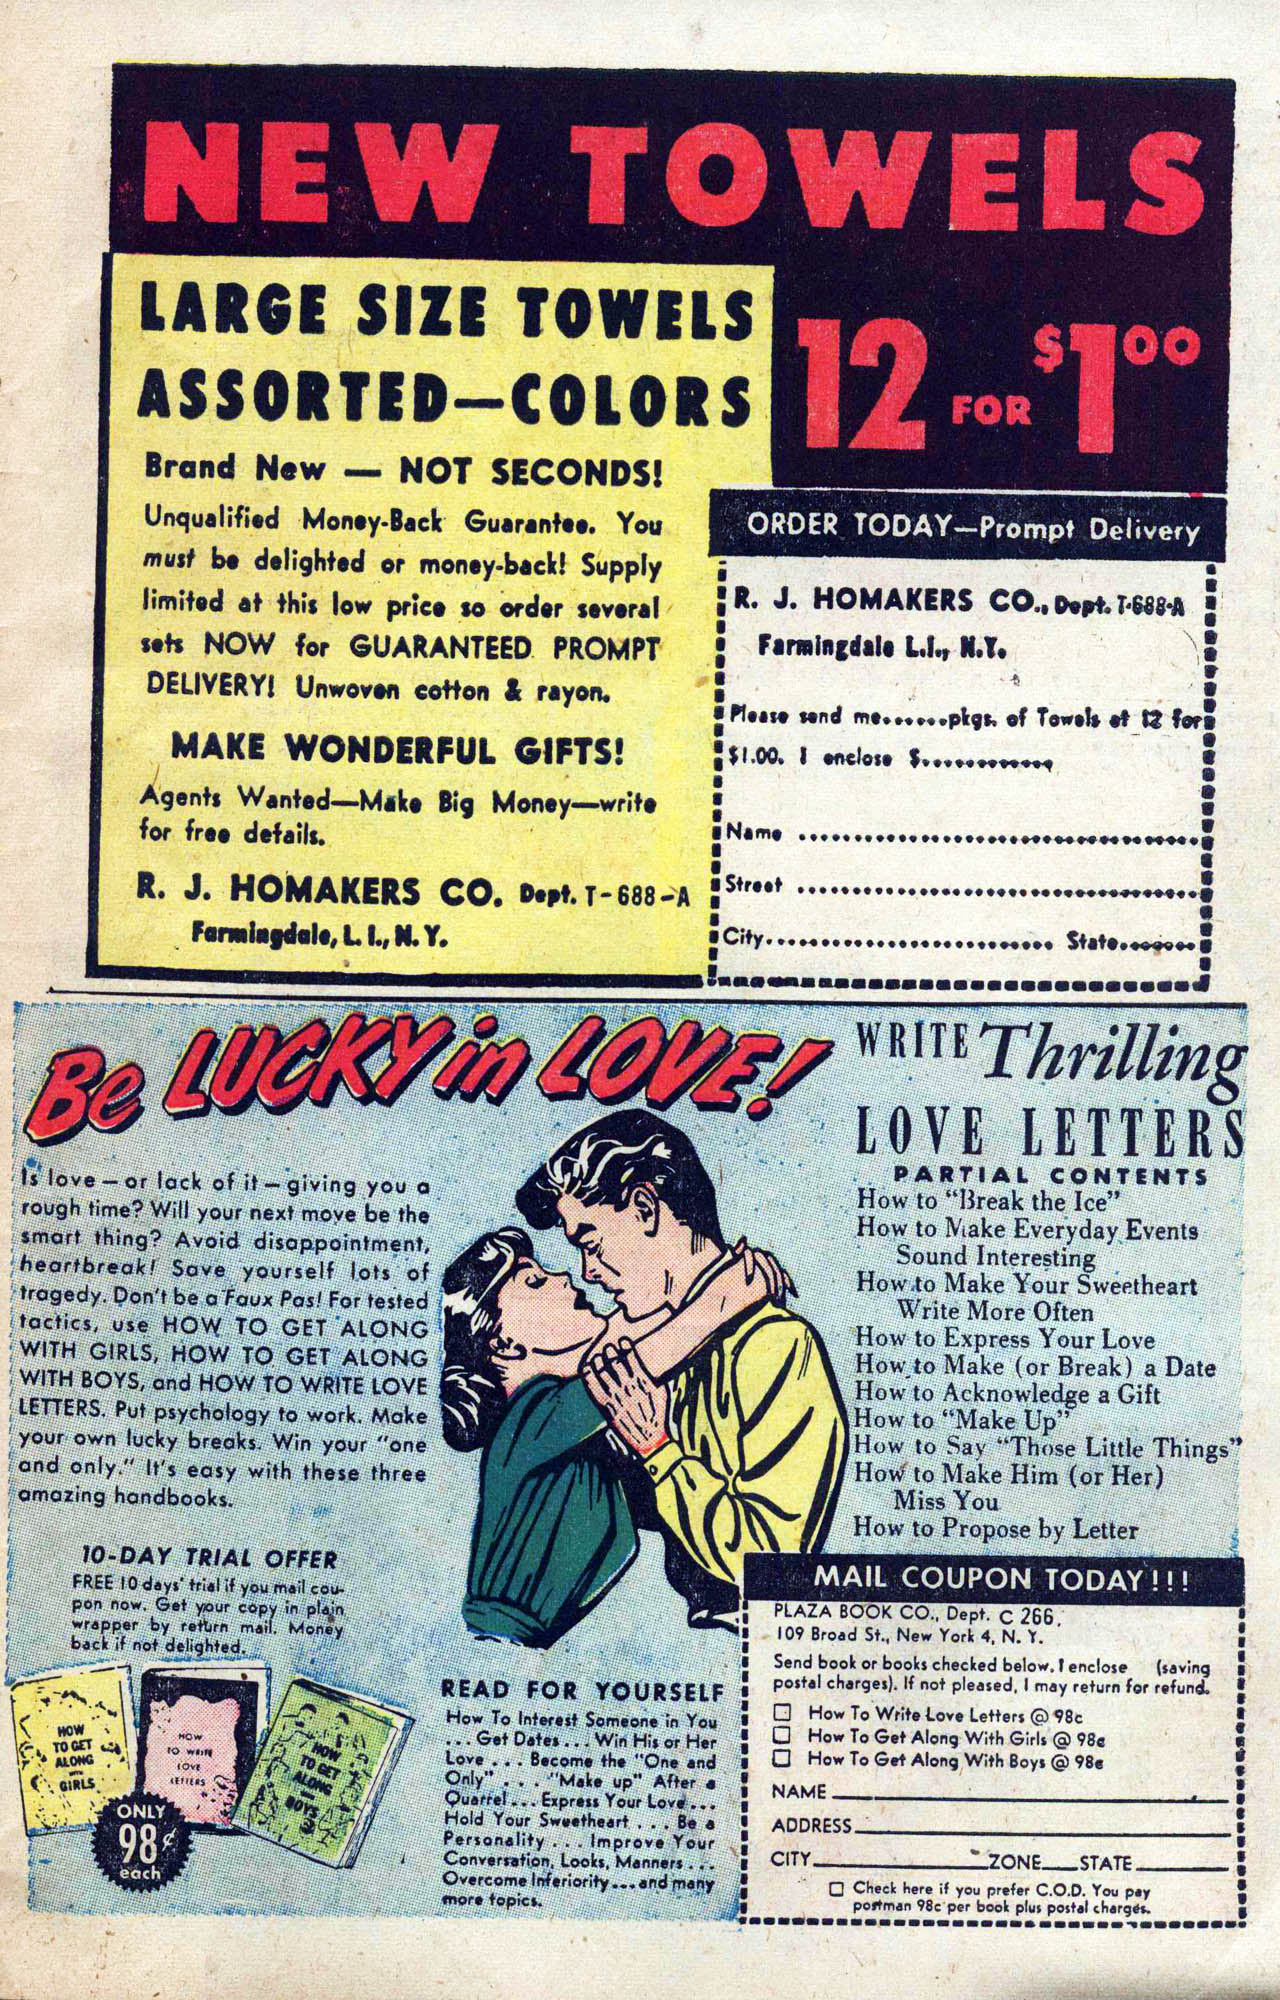 NEW TOWELS
LARGE SIZE TOWELS
ASSORTED—COLORS
12 FOR $1.00
Brand New — NOT SECONDS!
Unqualified Money-Back Guarantee. You
must be delighted or money-back! Supply
limited at this low price so order several
sets NOW for GUARANTEED PROMPT
DELIVERY! Unwoven cotton & rayon.
MAKE WONDERFUL GIFTS!
Agents Wanted—Make Big Money—write
for free details.
R. J. HOMAKERS CO. Dept. T-688-A
Farmingdale, L. I., N. Y.
ORDER TODAY—Prompt Delivery
R. J. HOMAKERS CO., Dept. T-688-A
Farmingdale L.I., N.Y.
Please send me.......pkgs. of Towels at 12 for
$1.00. I enclose $.............
Name ........................................
Street ........................................
City............................ State........
Be LUCKY in LOVE!
Is love — or lack of it — giving you a
rough time? Will your next move be the
smart thing? Avoid disappointment,
heartbreak! Save yourself lots of
tragedy. Don't be a Faux Pas! For tested
tactics, use HOW TO GET ALONG
WITH GIRLS, HOW TO GET ALONG
WITH BOYS, and HOW TO WRITE LOVE
LETTERS. Put psychology to work. Make
your own lucky breaks. Win your "one
and only." It's easy with these three
amazing handbooks.
10-DAY TRIAL OFFER
FREE 10 days' trial if you mail cou-
pon now. Get your copy in plain
wrapper by return mail. Money
back if not delighted.
HOW
TO GET
ALONG
WITH
GIRLS
HOW
TO WRITE
LOVE
LETTERS
HOW
TO GET
ALONG
WITH
BOYS
ONLY
98¢
each
READ FOR YOURSELF
How To Interest Someone in You
... Get Dates ... Win His or Her
Love ... Become the "One and
Only" ... "Make up" After a
Quarrel ... Express Your Love ...
Hold Your Sweetheart ... Be a
Personality ... Improve Your
Conversation, Looks, Manners ...
Overcome Inferiority ... and many
more topics.
WRITE Thrilling
LOVE LETTERS
PARTIAL CONTENTS
How to "Break the Ice"
How to Make Everyday Events
Sound Interesting
How to Make Your Sweetheart
Write More Often
How to Express Your Love
How to Make (or Break) a Date
How to Acknowledge a Gift
How to "Make Up"
How to Say "Those Little Things"
How to Make Him (or Her)
Miss You
How to Propose by Letter
MAIL COUPON TODAY!!!
PLAZA BOOK CO., Dept. C 266,
109 Broad St., New York 4, N. Y.
Send book or books checked below. I enclose (saving
postal charges). If not pleased, I may return for refund.
☐ How To Write Love Letters @ 98c
☐ How To Get Along With Girls @ 98c
☐ How To Get Along With Boys @ 98c
NAME
ADDRESS
CITY ZONE STATE
☐ Check here if you prefer C.O.D. You pay
postman 98c per book plus postal charges.